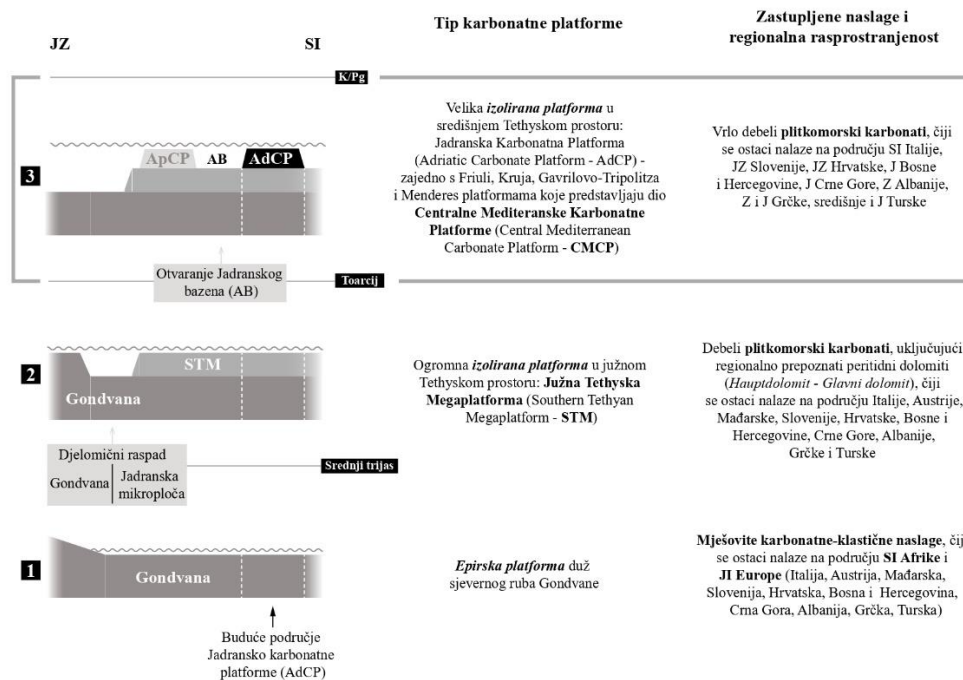 JZ
SI
Tip karbonatne platforme
Zastupljene naslage i
regionalna rasprostranjenost
K/Pg
3
ApCP
AB
AdCP
Velika izolirana platforma u
središnjem Tethyskom prostoru:
Jadranska Karbonatna Platforma
(Adriatic Carbonate Platform - AdCP) -
zajedno s Friuli, Kruja, Gavrilovo-Tripolitza
i Menderes platformama koje predstavljaju dio
Centralne Mediteranske Karbonatne
Platforme (Central Mediterranean
Carbonate Platform - CMCP)
Vrlo debeli plitkomorski karbonati, čiji
se ostaci nalaze na području SI Italije,
JZ Slovenije, JZ Hrvatske, J Bosne
i Hercegovine, J Crne Gore, Z Albanije,
Z i J Grčke, središnje i J Turske
Otvaranje Jadranskog
bazena (AB)
Toarcij
2
STM
Gondvana
Ogromna izolirana platforma u južnom
Tethyskom prostoru: Južna Tethyska
Megaplatforma (Southern Tethyan
Megaplatform - STM)
Debeli plitkomorski karbonati, uključujući
regionalno prepoznati peritidni dolomiti
(Hauptdolomit - Glavni dolomit), čiji
se ostaci nalaze na području Italije, Austrije,
Mađarske, Slovenije, Hrvatske, Bosne i
Hercegovine, Crne Gore, Albanije,
Grčke i Turske
Djelomični raspad
Gondvana
Jadranska
mikroploča
Srednji trijas
1
Gondvana
Epirska platforma duž
sjevernog ruba Gondvane
Mješovite karbonatne-klastične naslage, čij
se ostaci nalaze na području SI Afrike i
JI Europe (Italija, Austrija, Mađarska,
Slovenija, Hrvatska, Bosna i Hercegovina,
Crna Gora, Albanija, Grčka, Turska)
Buduće područje
Jadransko karbonatne
platforme (AdCP)